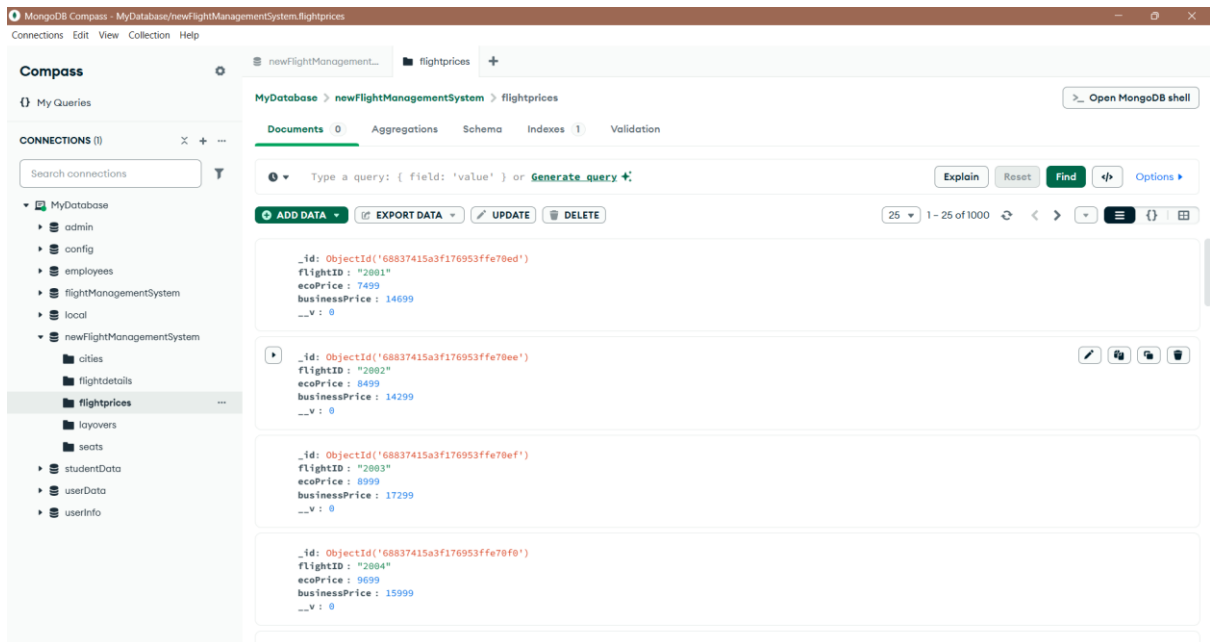 MongoDB Compass - MyDatabase/newFlightManagementSystem.flightprices
Connections Edit View Collection Help
Compass
{} My Queries
CONNECTIONS (1)
Search connections
MyDatabase
admin
config
employees
flightManagementSystem
local
newFlightManagementSystem
cities
flightdetails
flightprices
layovers
seats
studentData
userData
userInfo
newFlightManagement... flightprices
MyDatabase > newFlightManagementSystem > flightprices
>_ Open MongoDB shell
Documents 0 Aggregations Schema Indexes 1 Validation
Type a query: { field: 'value' } or Generate query
Explain Reset Find </> Options
ADD DATA EXPORT DATA UPDATE DELETE
25 1 – 25 of 1000 {}
_id: ObjectId('68837415a3f176953ffe70ed')
flightID : "2001"
ecoPrice : 7499
businessPrice : 14699
__v : 0
_id: ObjectId('68837415a3f176953ffe70ee')
flightID : "2002"
ecoPrice : 8499
businessPrice : 14299
__v : 0
_id: ObjectId('68837415a3f176953ffe70ef')
flightID : "2003"
ecoPrice : 8999
businessPrice : 17299
__v : 0
_id: ObjectId('68837415a3f176953ffe70f0')
flightID : "2004"
ecoPrice : 9699
businessPrice : 15999
__v : 0